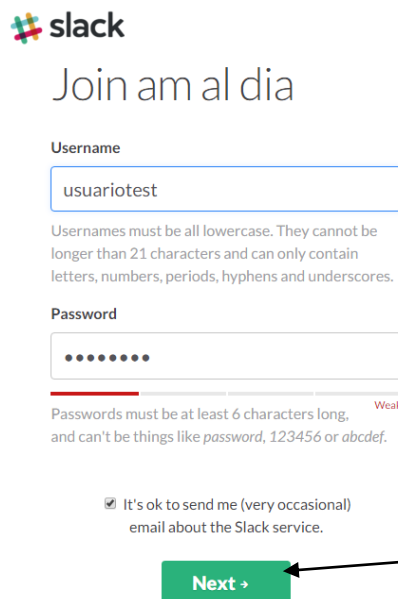 slack
Join am al dia
Username
usuariotest
Usernames must be all lowercase. They cannot be
longer than 21 characters and can only contain
letters, numbers, periods, hyphens and underscores.
Password
••••••••
Weak
Passwords must be at least 6 characters long,
and can't be things like password, 123456 or abcdef.
It's ok to send me (very occasional)
email about the Slack service.
Next →